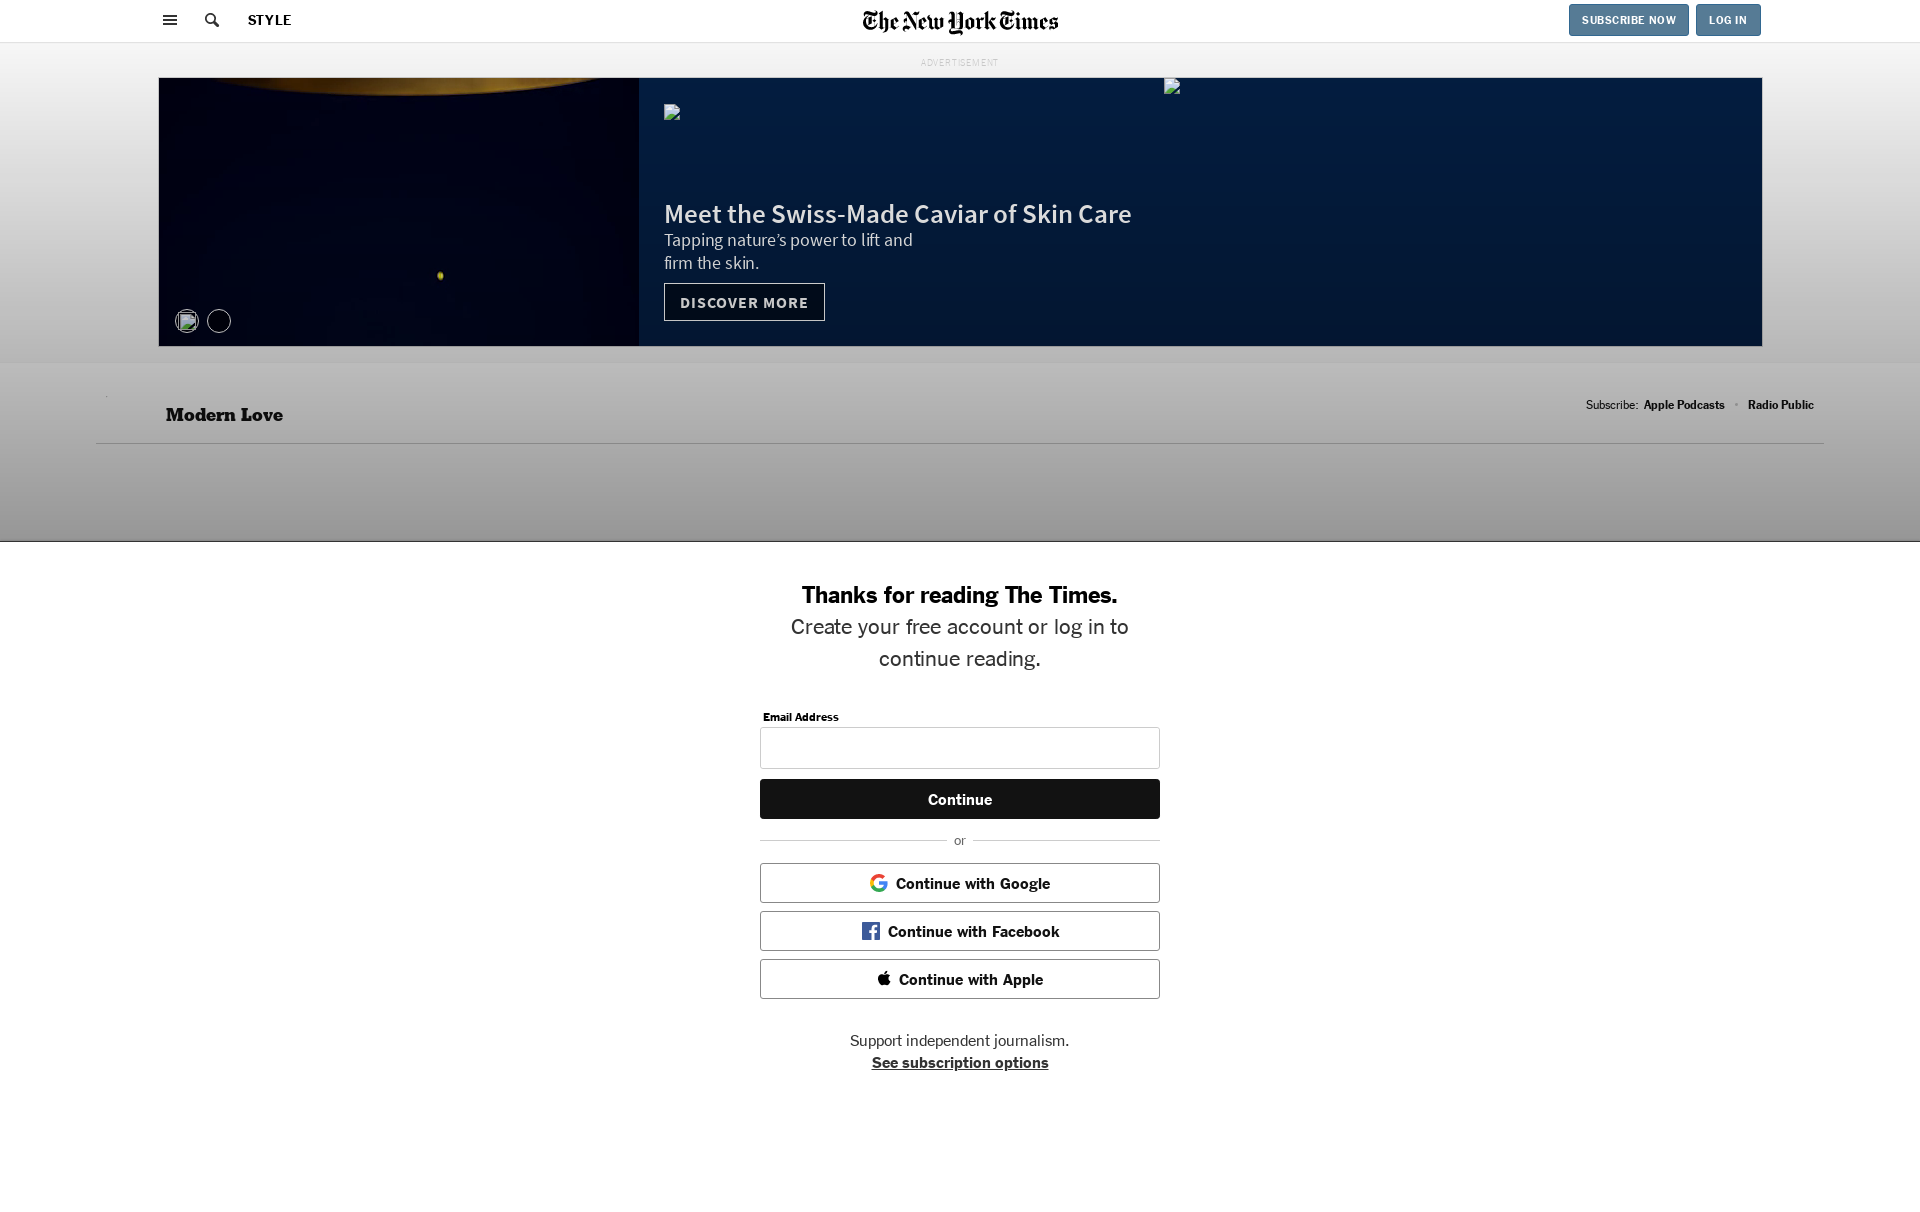 STYLE
The New York Times
SUBSCRIBE NOW
LOG IN
ADVERTISEMENT
Meet the Swiss-Made Caviar of Skin Care
Tapping nature’s power to lift and
firm the skin.
DISCOVER MORE
Modern Love
Subscribe: Apple Podcasts • Radio Public
Thanks for reading The Times.
Create your free account or log in to
continue reading.
Email Address
Continue
or
Continue with Google
Continue with Facebook
Continue with Apple
Support independent journalism.
See subscription options